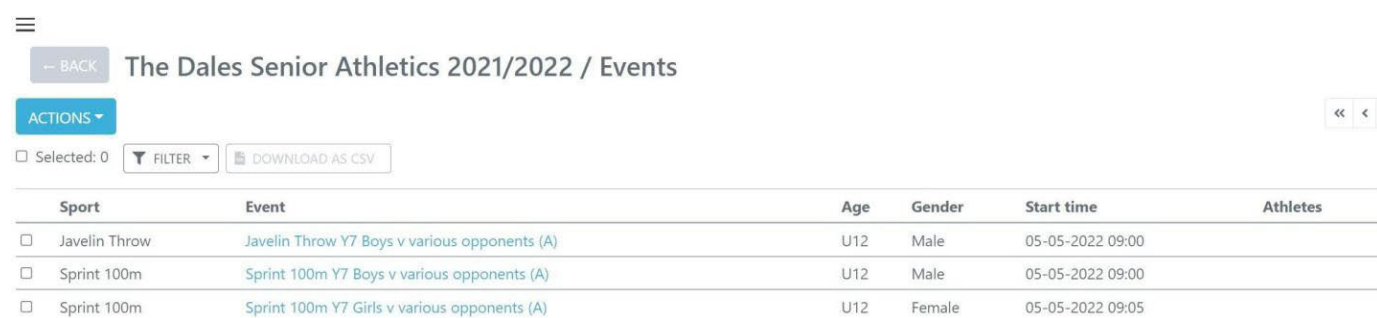 ← BACK The Dales Senior Athletics 2021/2022 / Events
ACTIONS
« ‹
Selected: 0 FILTER DOWNLOAD AS CSV
Sport Event Age Gender Start time Athletes
Javelin Throw Javelin Throw Y7 Boys v various opponents (A) U12 Male 05-05-2022 09:00
Sprint 100m Sprint 100m Y7 Boys v various opponents (A) U12 Male 05-05-2022 09:00
Sprint 100m Sprint 100m Y7 Girls v various opponents (A) U12 Female 05-05-2022 09:05